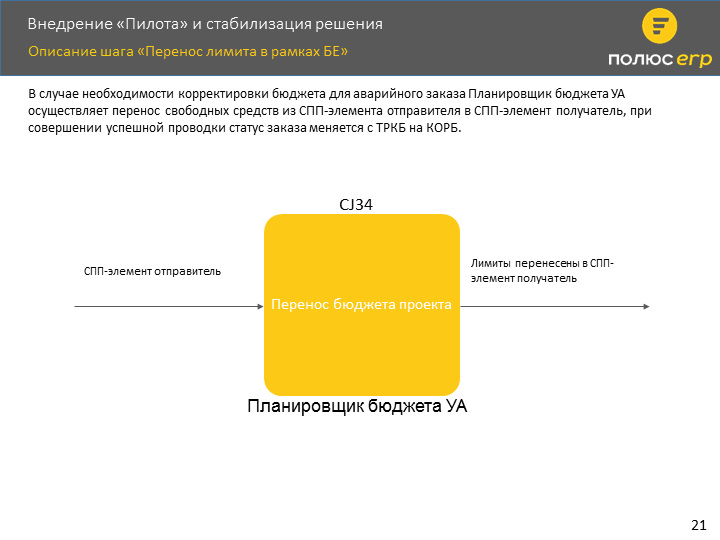 Внедрение «Пилота» и стабилизация решения
Описание шага «Перенос лимита в рамках БЕ»
ПОЛЮС erp
В случае необходимости корректировки бюджета для аварийного заказа Планировщик бюджета УА
осуществляет перенос свободных средств из СПП-элемента отправителя в СПП-элемент получатель, при
совершении успешной проводки статус заказа меняется с ТРКБ на КОРБ.
CJ34
СПП-элемент отправитель
Лимиты перенесены в СПП-
элемент получатель
Перенос бюджета проекта
Планировщик бюджета УА
21